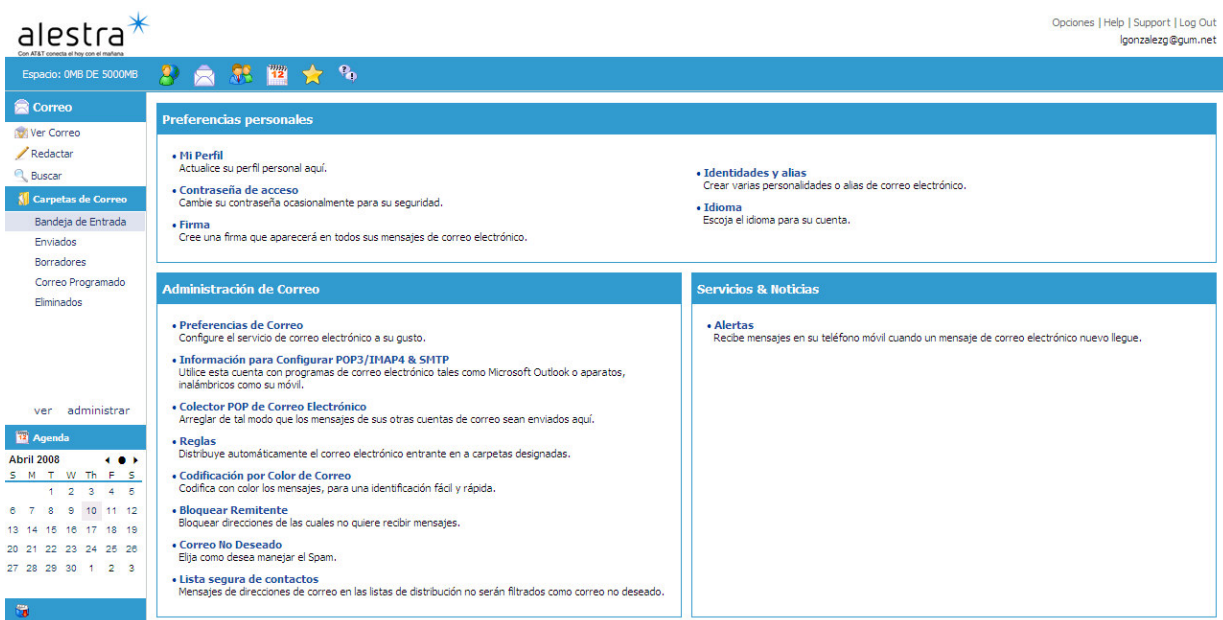 alestra
Con AT&T conecta el hoy con el mañana
Opciones | Help | Support | Log Out
lgonzalezg@gum.net
Espacio: 0MB DE 5000MB
12
Correo
Ver Correo
Redactar
Buscar
Carpetas de Correo
Bandeja de Entrada
Enviados
Borradores
Correo Programado
Eliminados
ver administrar
12 Agenda
Abril 2008
S M T W Th F S
1 2 3 4 5
6 7 8 9 10 11 12
13 14 15 16 17 18 19
20 21 22 23 24 25 26
27 28 29 30 1 2 3
Preferencias personales
• Mi Perfil
Actualice su perfil personal aquí.
• Contraseña de acceso
Cambie su contraseña ocasionalmente para su seguridad.
• Firma
Cree una firma que aparecerá en todos sus mensajes de correo electrónico.
• Identidades y alias
Crear varias personalidades o alias de correo electrónico.
• Idioma
Escoja el idioma para su cuenta.
Administración de Correo
• Preferencias de Correo
Configure el servicio de correo electrónico a su gusto.
• Información para Configurar POP3/IMAP4 & SMTP
Utilice esta cuenta con programas de correo electrónico tales como Microsoft Outlook o aparatos,
inalámbricos como su móvil.
• Colector POP de Correo Electrónico
Arreglar de tal modo que los mensajes de sus otras cuentas de correo sean enviados aquí.
• Reglas
Distribuye automáticamente el correo electrónico entrante en carpetas designadas.
• Codificación por Color de Correo
Codifica con color los mensajes, para una identificación fácil y rápida.
• Bloquear Remitente
Bloquear direcciones de las cuales no quiere recibir mensajes.
• Correo No Deseado
Elija como desea manejar el Spam.
• Lista segura de contactos
Mensajes de direcciones de correo en las listas de distribución no serán filtrados como correo no deseado.
Servicios & Noticias
• Alertas
Recibe mensajes en su teléfono móvil cuando un mensaje de correo electrónico nuevo llegue.